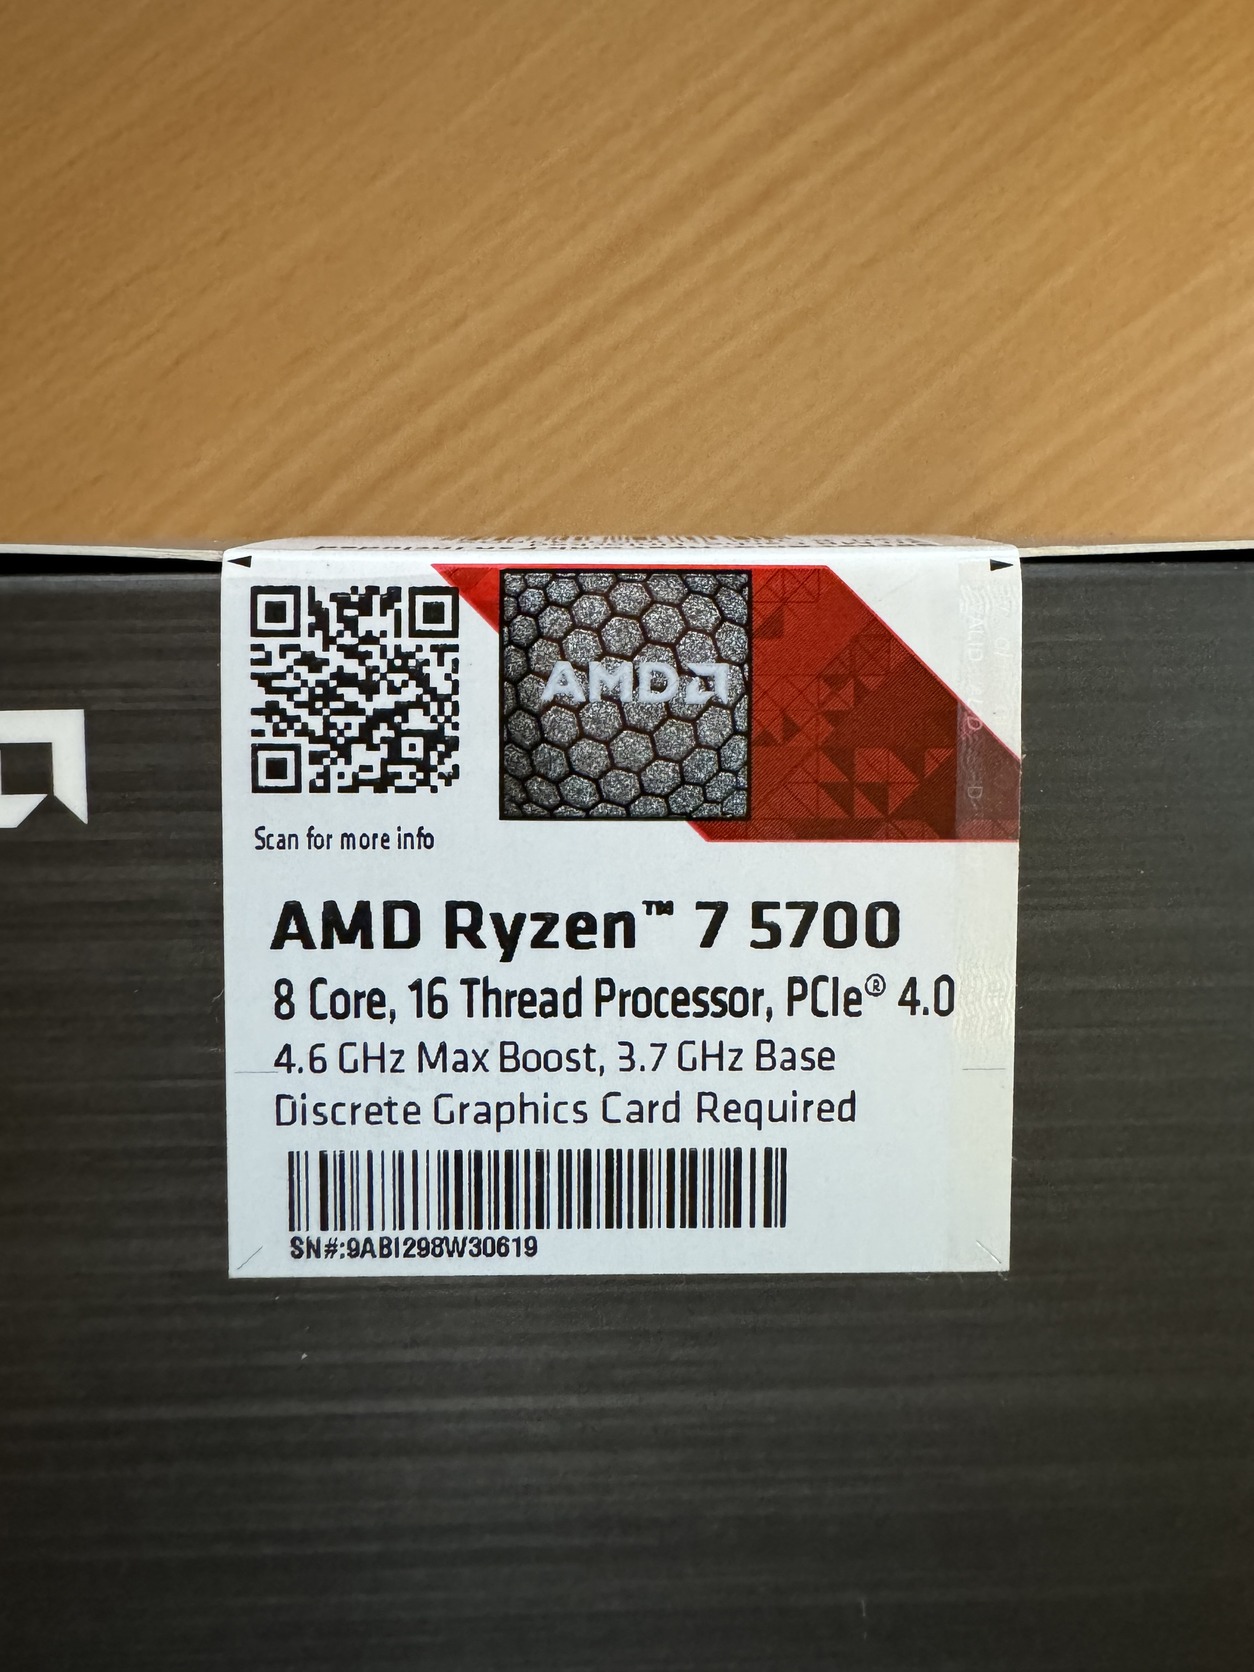 AMD
Scan for more info
AMD Ryzen™ 7 5700
8 Core, 16 Thread Processor, PCIe® 4.0
4.6 GHz Max Boost, 3.7 GHz Base
Discrete Graphics Card Required
SN#:9ABI298W30619